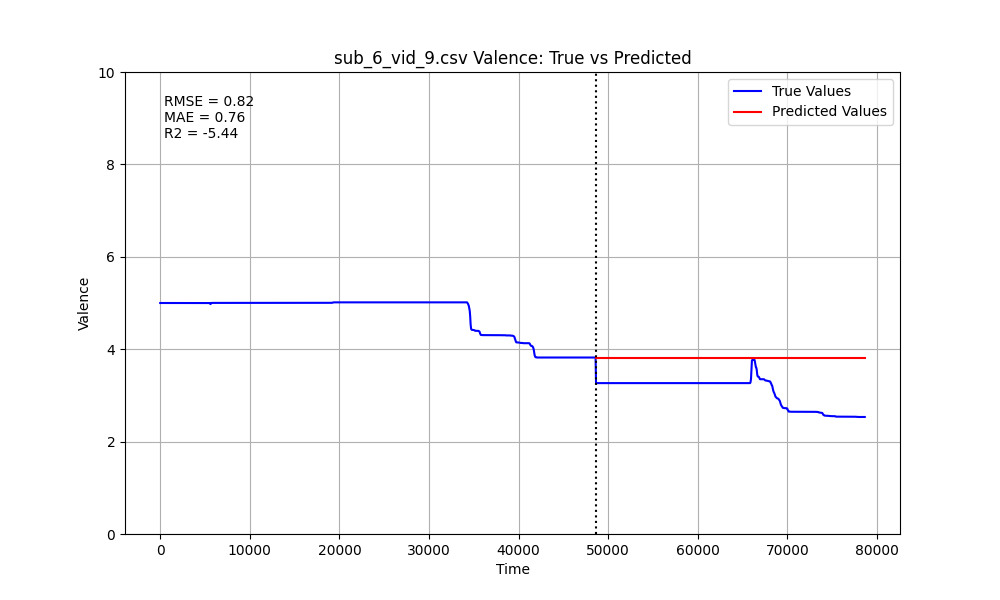 sub_6_vid_9.csv Valence: True vs Predicted
RMSE = 0.82
MAE = 0.76
R2 = -5.44
True Values
Predicted Values
10
8
6
4
2
0
Valence
0 10000 20000 30000 40000 50000 60000 70000 80000
Time